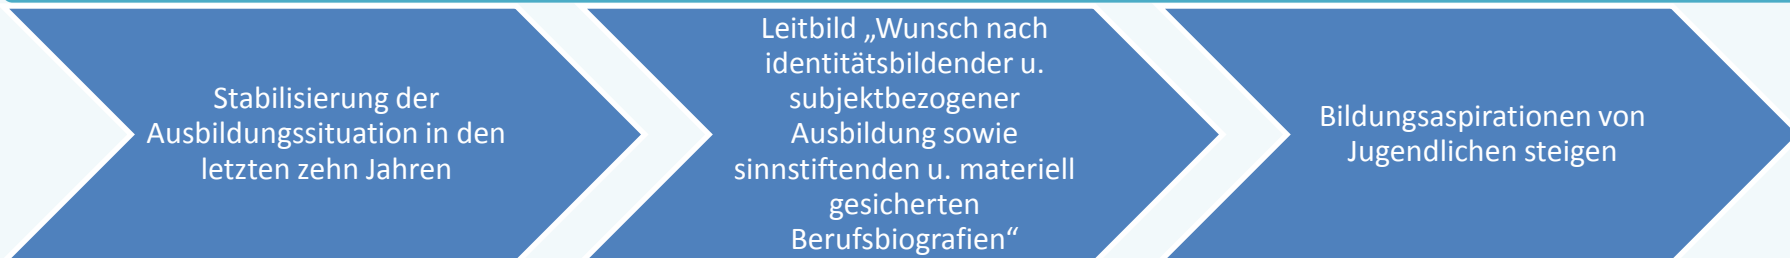 Stabilisierung der
Ausbildungssituation in den
letzten zehn Jahren
Leitbild „Wunsch nach
identitätsbildender u.
subjektbezogener
Ausbildung sowie
sinnstiftenden u. materiell
gesicherten
Berufsbiografien“
Bildungsaspirationen von
Jugendlichen steigen